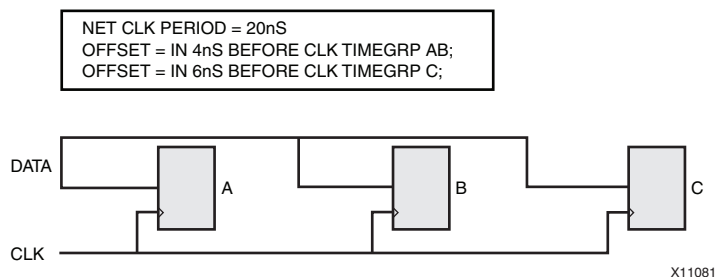 NET CLK PERIOD = 20nS
OFFSET = IN 4nS BEFORE CLK TIMEGRP AB;
OFFSET = IN 6nS BEFORE CLK TIMEGRP C;
DATA
A
B
C
CLK
X11081